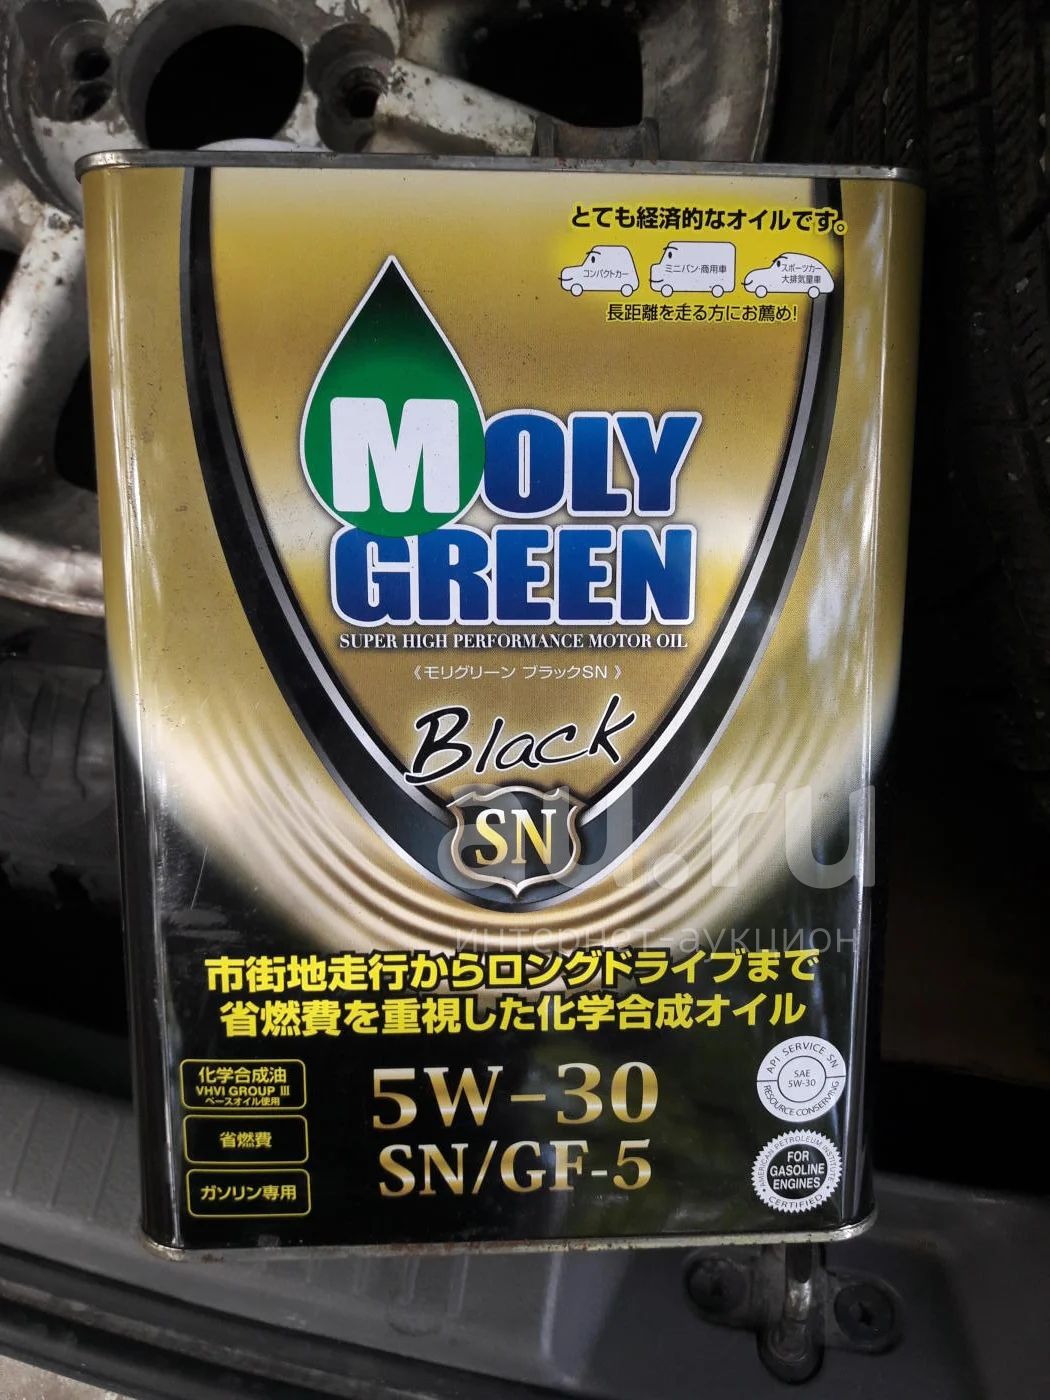 とても経済的なオイルです。
コンパクトカー
ミニバン・商用車
スポーツカー
大排気量車
長距離を走る方にお薦め!
MOLY
GREEN
SUPER HIGH PERFORMANCE MOTOR OIL
《モリグリーン ブラックSN》
Black
SN
au.ru
интернет-аукцион
市街地走行からロングドライブまで
省燃費を重視した化学合成オイル
化学合成油
VHVI GROUP Ⅲ
ベースオイル使用
省燃費
ガソリン専用
5W-30
SN/GF-5
API SERVICE SN
SAE
5W-30
RESOURCE CONSERVING
AMERICAN PETROLEUM INSTITUTE
FOR
GASOLINE
ENGINES
CERTIFIED